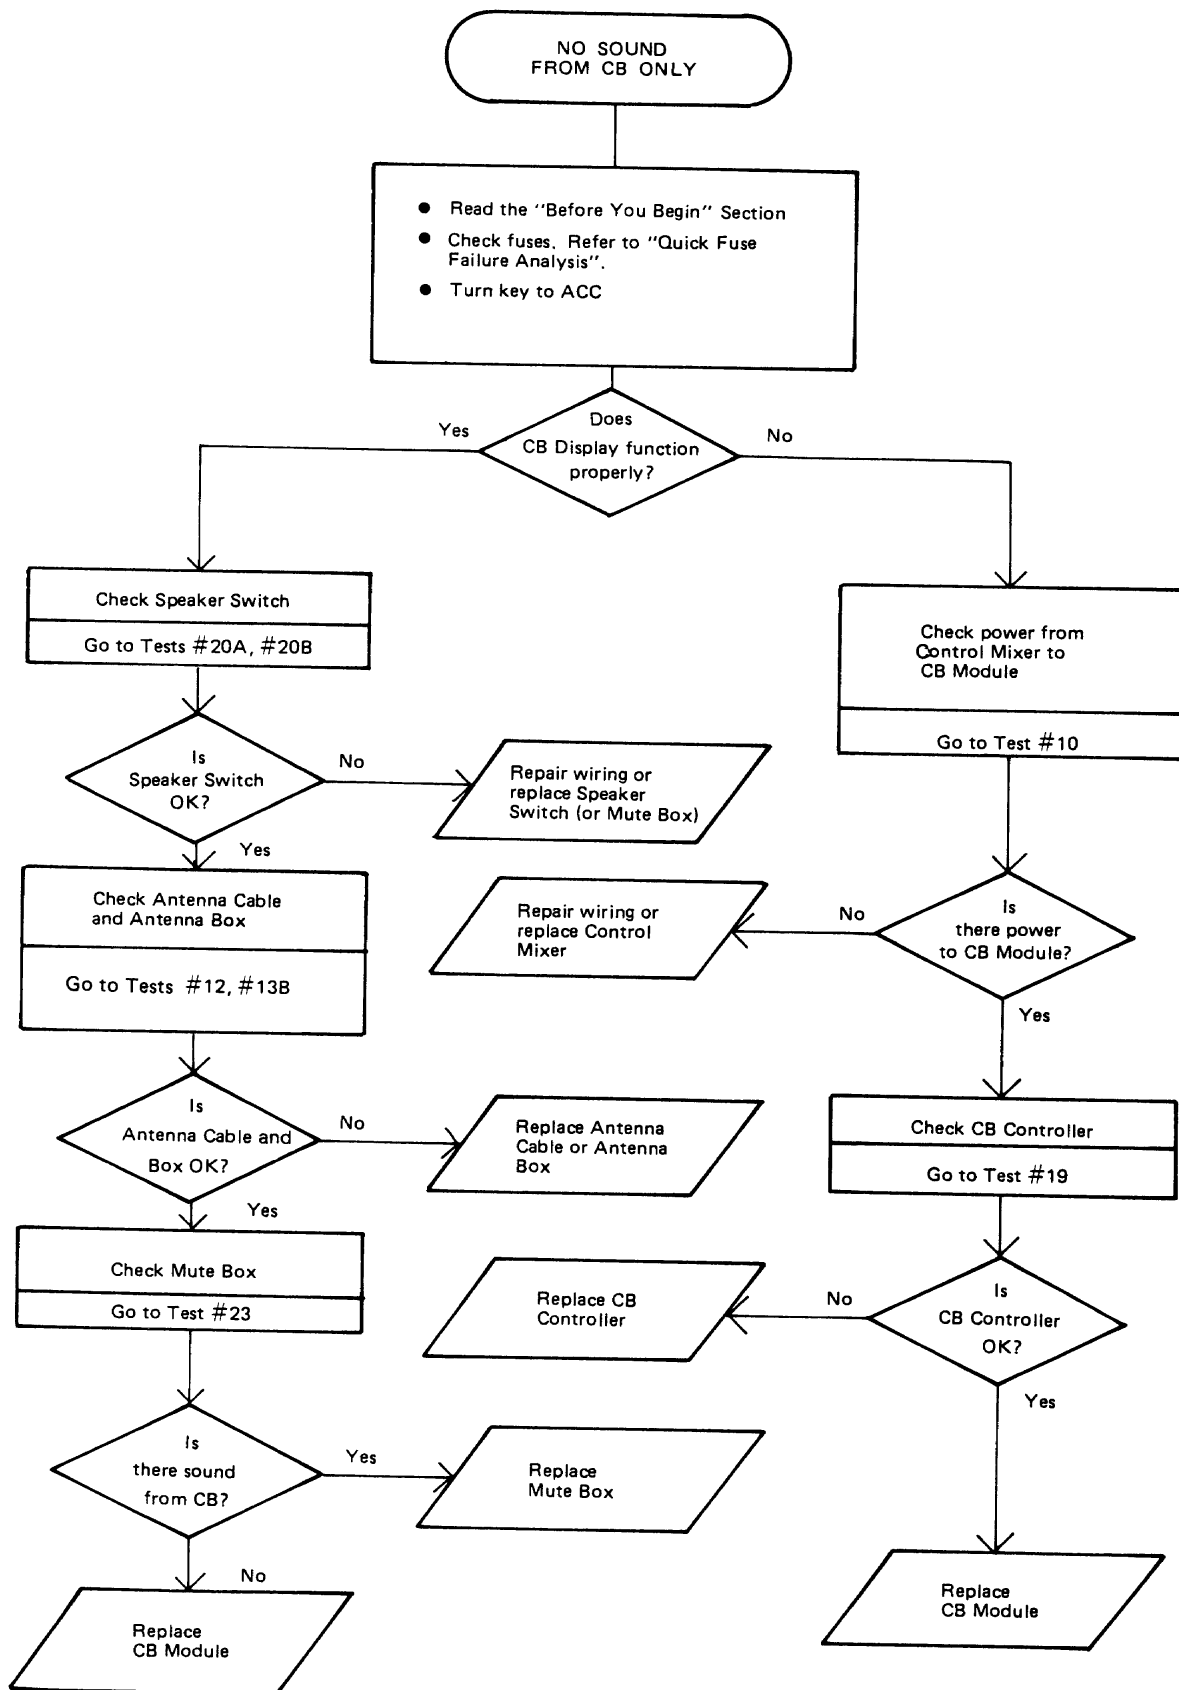 NO SOUND
FROM CB ONLY
● Read the "Before You Begin" Section
● Check fuses. Refer to "Quick Fuse
Failure Analysis".
● Turn key to ACC
Does
CB Display function
properly?
Yes
No
Check Speaker Switch
Go to Tests #20A, #20B
Is
Speaker Switch
OK?
No
Repair wiring or
replace Speaker
Switch (or Mute Box)
Yes
Check Antenna Cable
and Antenna Box
Go to Tests #12, #13B
Is
Antenna Cable and
Box OK?
No
Replace Antenna
Cable or Antenna
Box
Yes
Check Mute Box
Go to Test #23
Is
there sound
from CB?
Yes
Replace
Mute Box
No
Replace
CB Module
Check power from
Control Mixer to
CB Module
Go to Test #10
Is
there power
to CB Module?
No
Repair wiring or
replace Control
Mixer
Yes
Check CB Controller
Go to Test #19
Is
CB Controller
OK?
No
Replace CB
Controller
Yes
Replace
CB Module